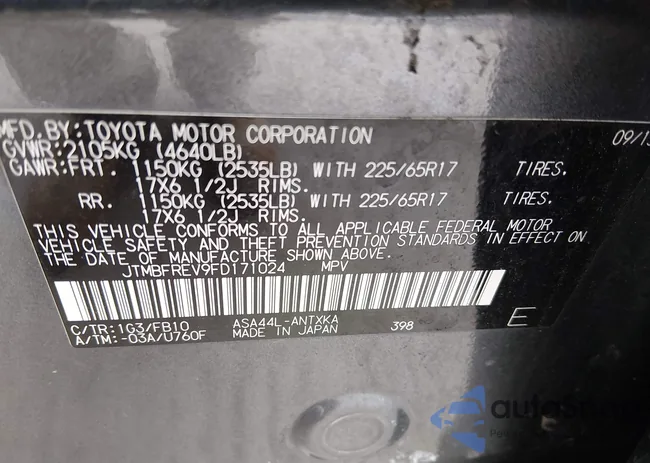 MFD. BY: TOYOTA MOTOR CORPORATION 09/15
GVWR: 2105KG (4640LB)
GAWR: FRT. 1150KG (2535LB) WITH 225/65R17 TIRES.
17X6 1/2J RIMS.
RR. 1150KG (2535LB) WITH 225/65R17 TIRES.
17X6 1/2J RIMS.
THIS VEHICLE CONFORMS TO ALL APPLICABLE FEDERAL MOTOR
VEHICLE SAFETY AND THEFT PREVENTION STANDARDS IN EFFECT ON
THE DATE OF MANUFACTURE SHOWN ABOVE.
JTMBFREV9FD171024 MPV
C/TR: 1G3/FB10 ASA44L-ANTXKA 398 E
A/TM: -03A/U760F MADE IN JAPAN